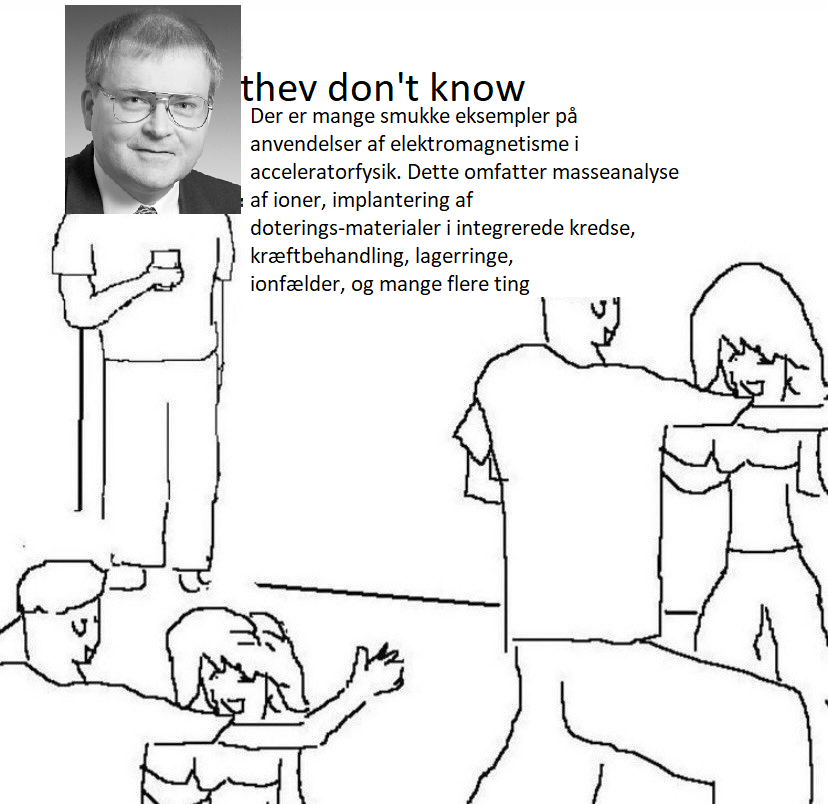 they don't know
Der er mange smukke eksempler på
anvendelser af elektromagnetisme i
acceleratorfysik. Dette omfatter masseanalyse
af ioner, implantering af
doterings-materialer i integrerede kredse,
kræftbehandling, lagerringe,
ionfælder, og mange flere ting